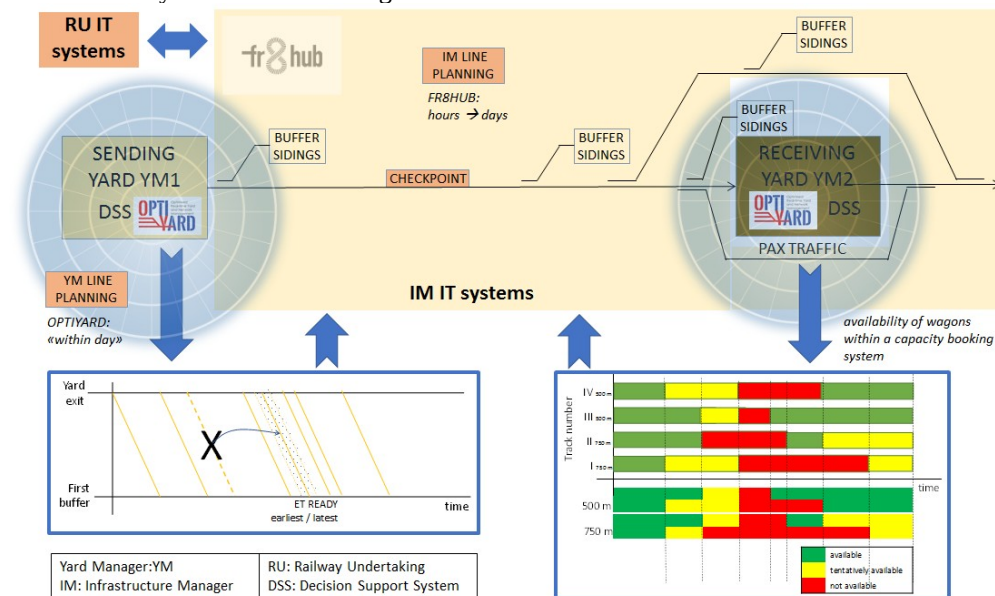 RU IT
systems
fr8hub
IM LINE
PLANNING
FR8HUB:
hours → days
BUFFER
SIDINGS
BUFFER
SIDINGS
BUFFER
SIDINGS
BUFFER
SIDINGS
SENDING
YARD YM1
DSS
OPTI
YARD
CHECKPOINT
RECEIVING
YARD YM2
OPTI
YARD
DSS
PAX TRAFFIC
YM LINE
PLANNING
OPTIYARD:
«within day»
IM IT systems
availability of wagons
within a capacity booking
system
Yard
exit
X
First
buffer
ET READY
earliest / latest
time
Track number
IV 500 m
III 500 m
II 750 m
I 750 m
time
500 m
750 m
available
tentatively available
not available
Yard Manager:YM
IM: Infrastructure Manager
RU: Railway Undertaking
DSS: Decision Support System